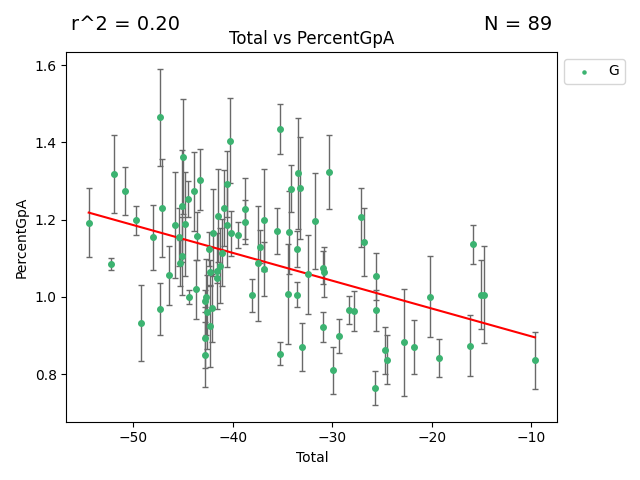 r^2 = 0.20
N = 89
Total vs PercentGpA
G
PercentGpA
1.6
1.4
1.2
1.0
0.8
−50 −40 −30 −20 −10
Total